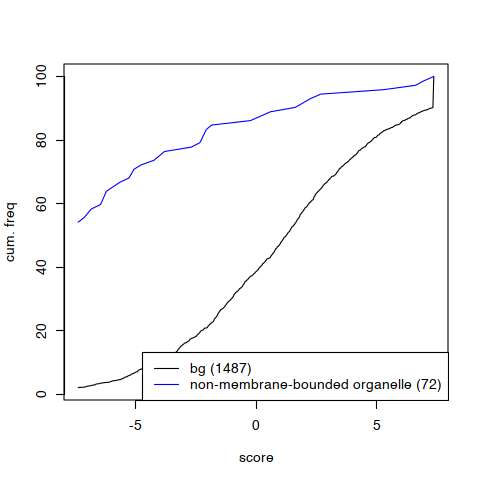 100
80
60
40
20
0
cum. freq
bg (1487)
non-membrane-bounded organelle (72)
-5
0
5
score